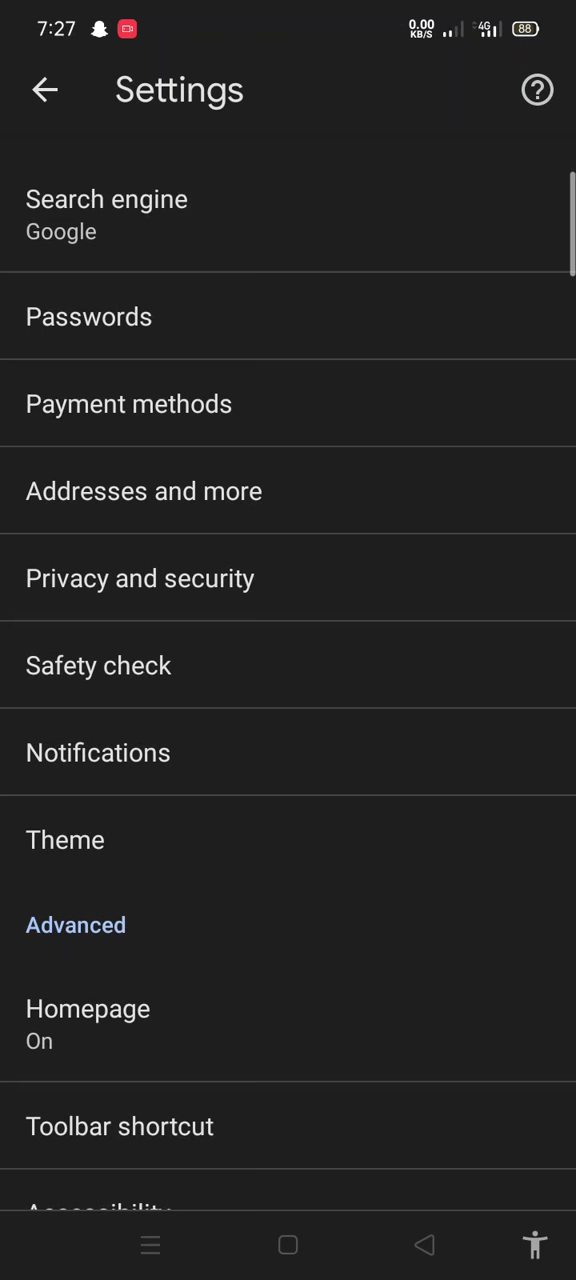 7:27 0.00 KB/S 4G 88
Settings
Search engine
Google
Passwords
Payment methods
Addresses and more
Privacy and security
Safety check
Notifications
Theme
Advanced
Homepage
On
Toolbar shortcut
Accessibility